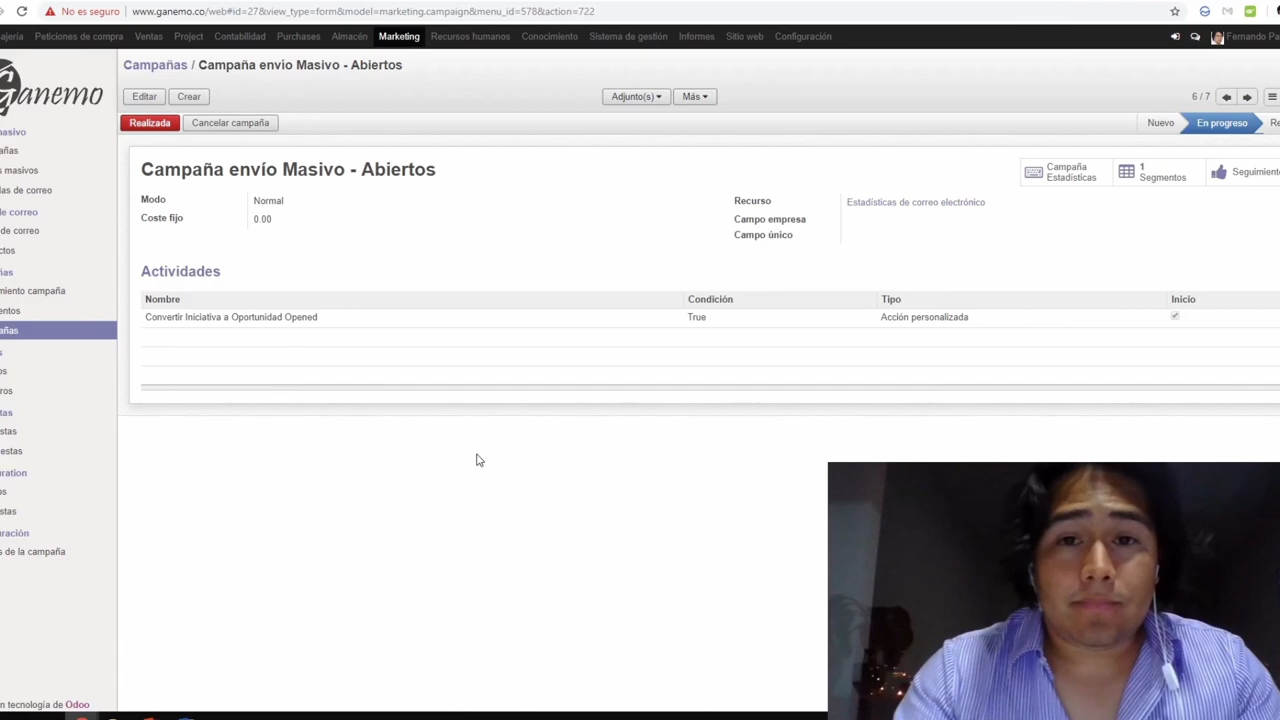 No es seguro www.ganemo.co/web#id=27&view_type=form&model=marketing.campaign&menu_id=578&action=722
Peticiones de compra Ventas Project Contabilidad Purchases Almacén Marketing Recursos humanos Conocimiento Sistema de gestión Informes Sitio web Configuración Fernando
Ganemo
Campañas / Campaña envío Masivo - Abiertos
Editar Crear Adjunto(s) Más 6 / 7
Realizada Cancelar campaña Nuevo En progreso
Campaña envío Masivo - Abiertos
Campaña Estadísticas
1 Segmentos
Modo Normal
Coste fijo 0.00
Recurso Estadísticas de correo electrónico
Campo empresa
Campo único
Actividades
Nombre Condición Tipo Inicio
Convertir Iniciativa a Oportunidad Opened True Acción personalizada
de correo
de correo
campaña
de la campaña
tecnología de Odoo